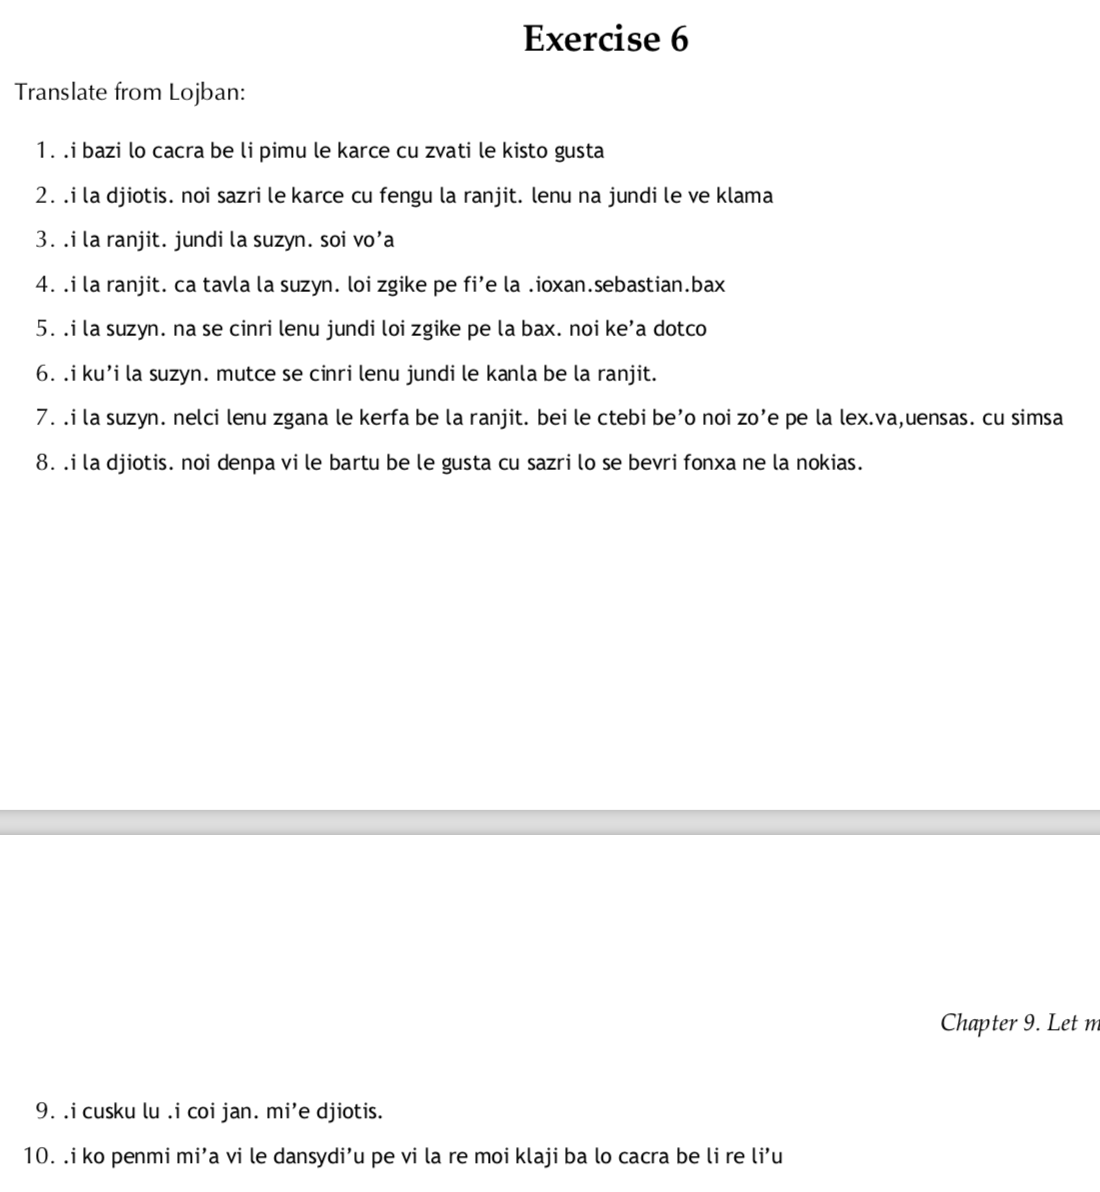 Exercise 6
Translate from Lojban:
1. .i bazi lo cacra be li pimu le karce cu zvati le kisto gusta
2. .i la djiotis. noi sazri le karce cu fengu la ranjit. lenu na jundi le ve klama
3. .i la ranjit. jundi la suzyn. soi vo'a
4. .i la ranjit. ca tavla la suzyn. loi zgike pe fi'e la .ioxan.sebastian.bax
5. .i la suzyn. na se cinri lenu jundi loi zgike pe la bax. noi ke'a dotco
6. .i ku'i la suzyn. mutce se cinri lenu jundi le kanla be la ranjit.
7. .i la suzyn. nelci lenu zgana le kerfa be la ranjit. bei le ctebi be'o noi zo'e pe la lex.va,uensas. cu simsa
8. .i la djiotis. noi denpa vi le bartu be le gusta cu sazri lo se bevri fonxa ne la nokias.
Chapter 9. Let m
9. .i cusku lu .i coi jan. mi'e djiotis.
10. .i ko penmi mi'a vi le dansydi'u pe vi la re moi klaji ba lo cacra be li re li'u